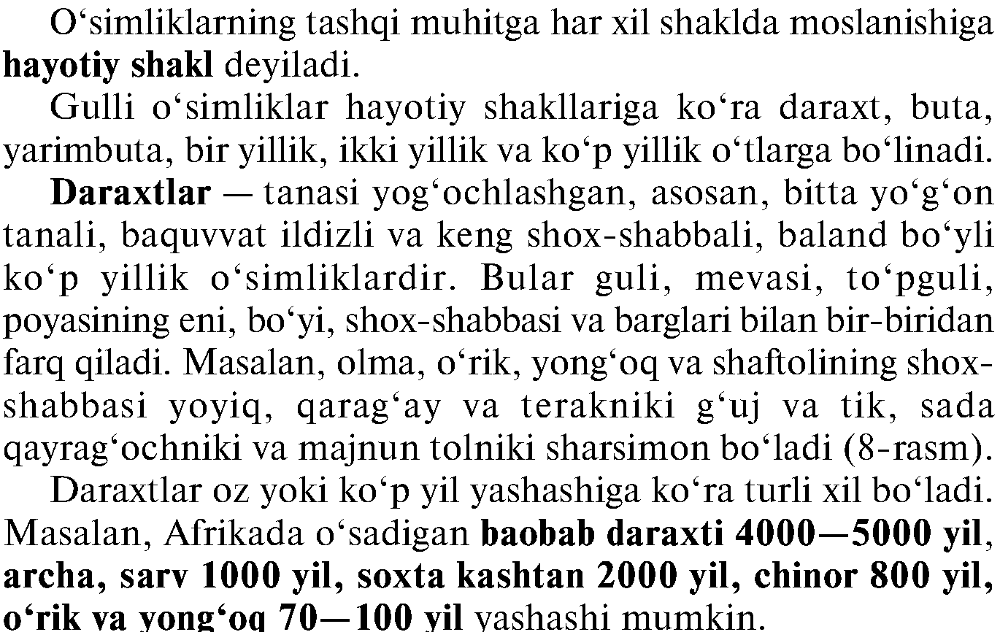 O‘simliklarning tashqi muhitga har xil shaklda moslanishiga
hayotiy shakl deyiladi.
Gulli o‘simliklar hayotiy shakllariga ko‘ra daraxt, buta,
yarimbuta, bir yillik, ikki yillik va ko‘p yillik o‘tlarga bo‘linadi.
Daraxtlar — tanasi yog‘ochlashgan, asosan, bitta yo‘g‘on
tanali, baquvvat ildizli va keng shox-shabbali, baland bo‘yli
ko‘p yillik o‘simliklardir. Bular guli, mevasi, to‘pguli,
poyasining eni, bo‘yi, shox-shabbasi va barglari bilan bir-biridan
farq qiladi. Masalan, olma, o‘rik, yong‘oq va shaftolining shox-
shabbasi yoyiq, qarag‘ay va terakniki g‘uj va tik, sada
qayrag‘ochniki va majnun tolniki sharsimon bo‘ladi (8-rasm).
Daraxtlar oz yoki ko‘p yil yashashiga ko‘ra turli xil bo‘ladi.
Masalan, Afrikada o‘sadigan baobab daraxti 4000—5000 yil,
archa, sarv 1000 yil, soxta kashtan 2000 yil, chinor 800 yil,
o‘rik va yong‘oq 70—100 yil yashashi mumkin.